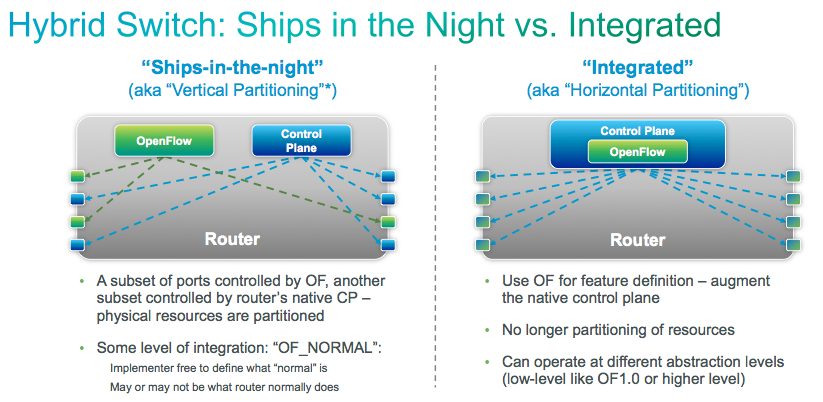 Hybrid Switch: Ships in the Night vs. Integrated
“Ships-in-the-night”
(aka “Vertical Partitioning”*)
OpenFlow
Control
Plane
Router
• A subset of ports controlled by OF, another
subset controlled by router’s native CP –
physical resources are partitioned
• Some level of integration: “OF_NORMAL”:
Implementer free to define what “normal” is
May or may not be what router normally does
“Integrated”
(aka “Horizontal Partitioning”)
Control Plane
OpenFlow
Router
• Use OF for feature definition – augment
the native control plane
• No longer partitioning of resources
• Can operate at different abstraction levels
(low-level like OF1.0 or higher level)